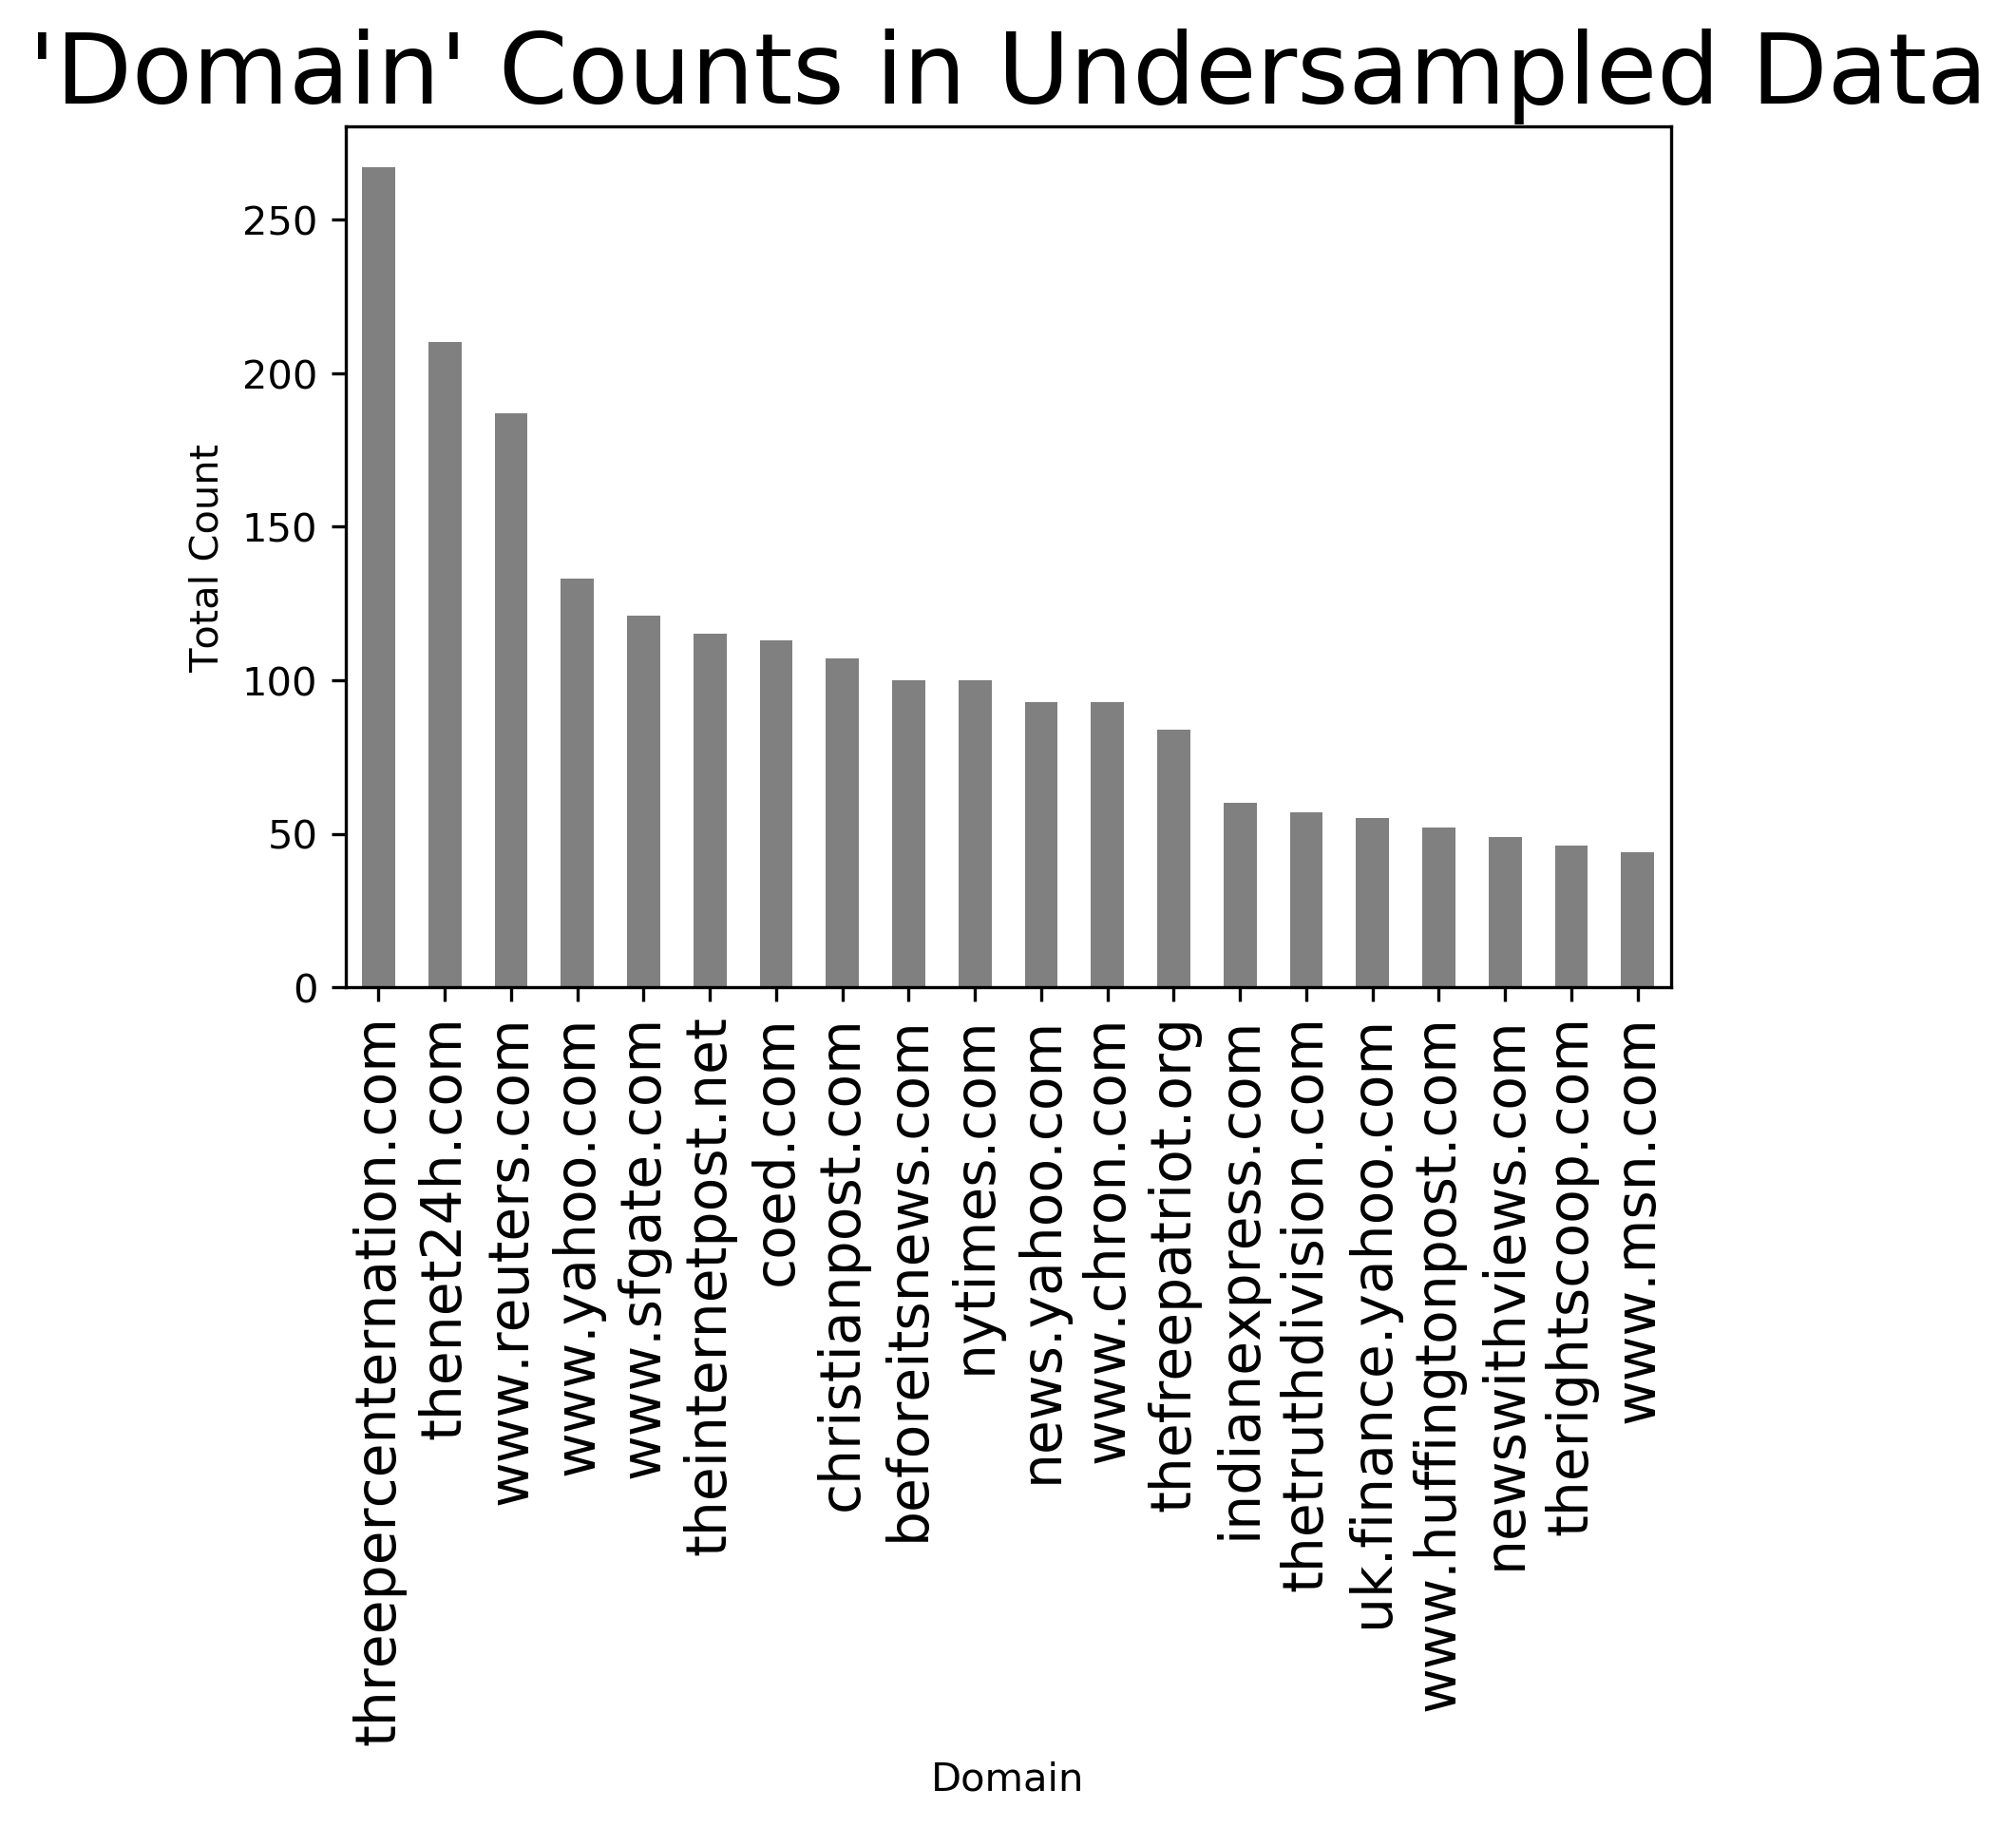 'Domain' Counts in Undersampled Data
250
200
150
100
50
0
Total Count
threepercenternation.com
thenet24h.com
www.reuters.com
www.yahoo.com
www.sfgate.com
theinternetpost.net
coed.com
christianpost.com
beforeitsnews.com
nytimes.com
news.yahoo.com
www.chron.com
thefreepatriot.org
indianexpress.com
thetruthdivision.com
uk.finance.yahoo.com
www.huffingtonpost.com
newswithviews.com
therightscoop.com
www.msn.com
Domain